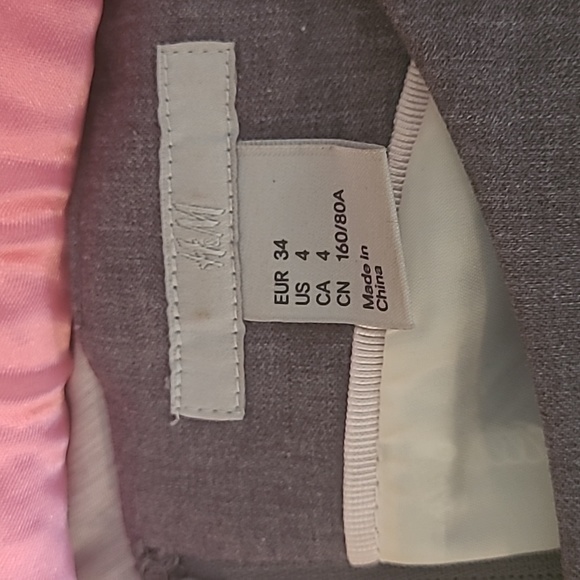 H&M
EUR 34
US 4
CA 4
CN 160/80A
Made in
China